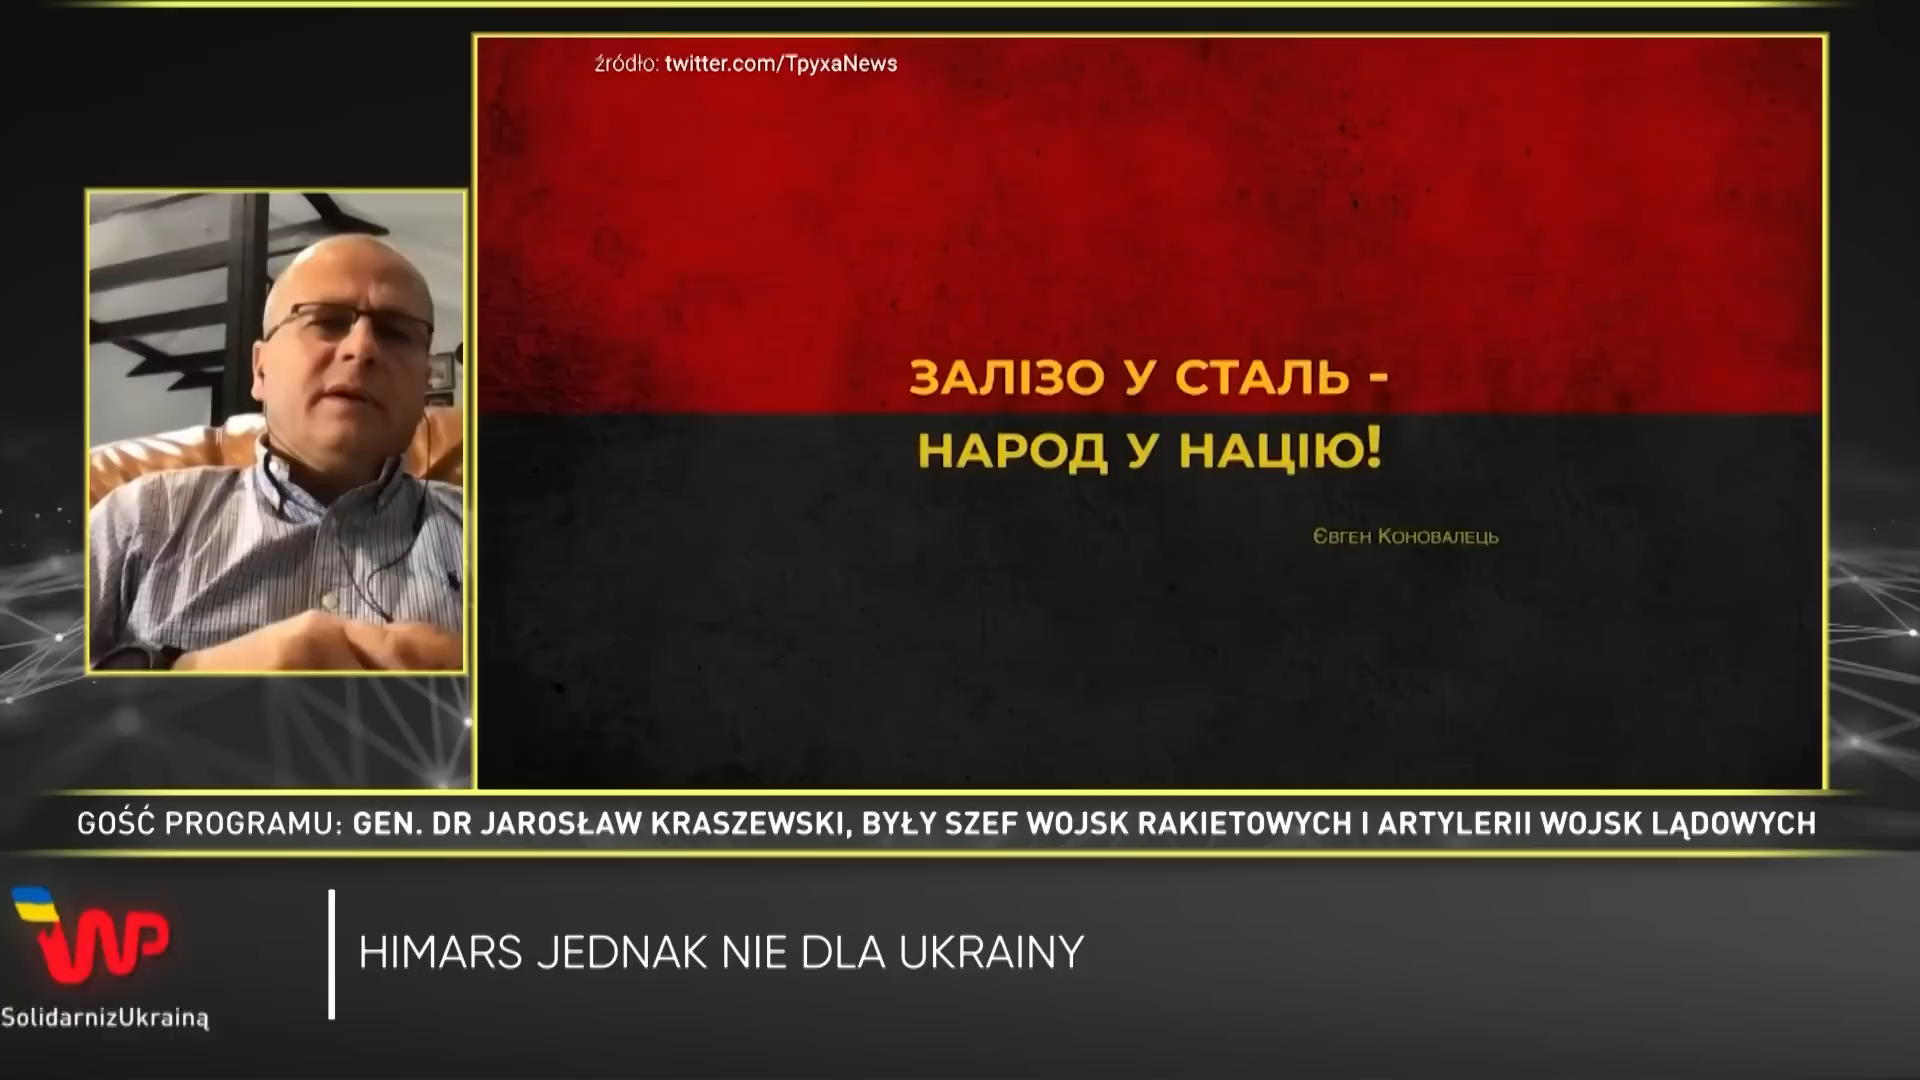 źródło: twitter.com/TpyxaNews
ЗАЛІЗО У СТАЛЬ -
НАРОД У НАЦІЮ!
Євген Коновалець
GOŚĆ PROGRAMU: GEN. DR JAROSŁAW KRASZEWSKI, BYŁY SZEF WOJSK RAKIETOWYCH I ARTYLERII WOJSK LĄDOWYCH
WP
SolidarnizUkrainą
HIMARS JEDNAK NIE DLA UKRAINY